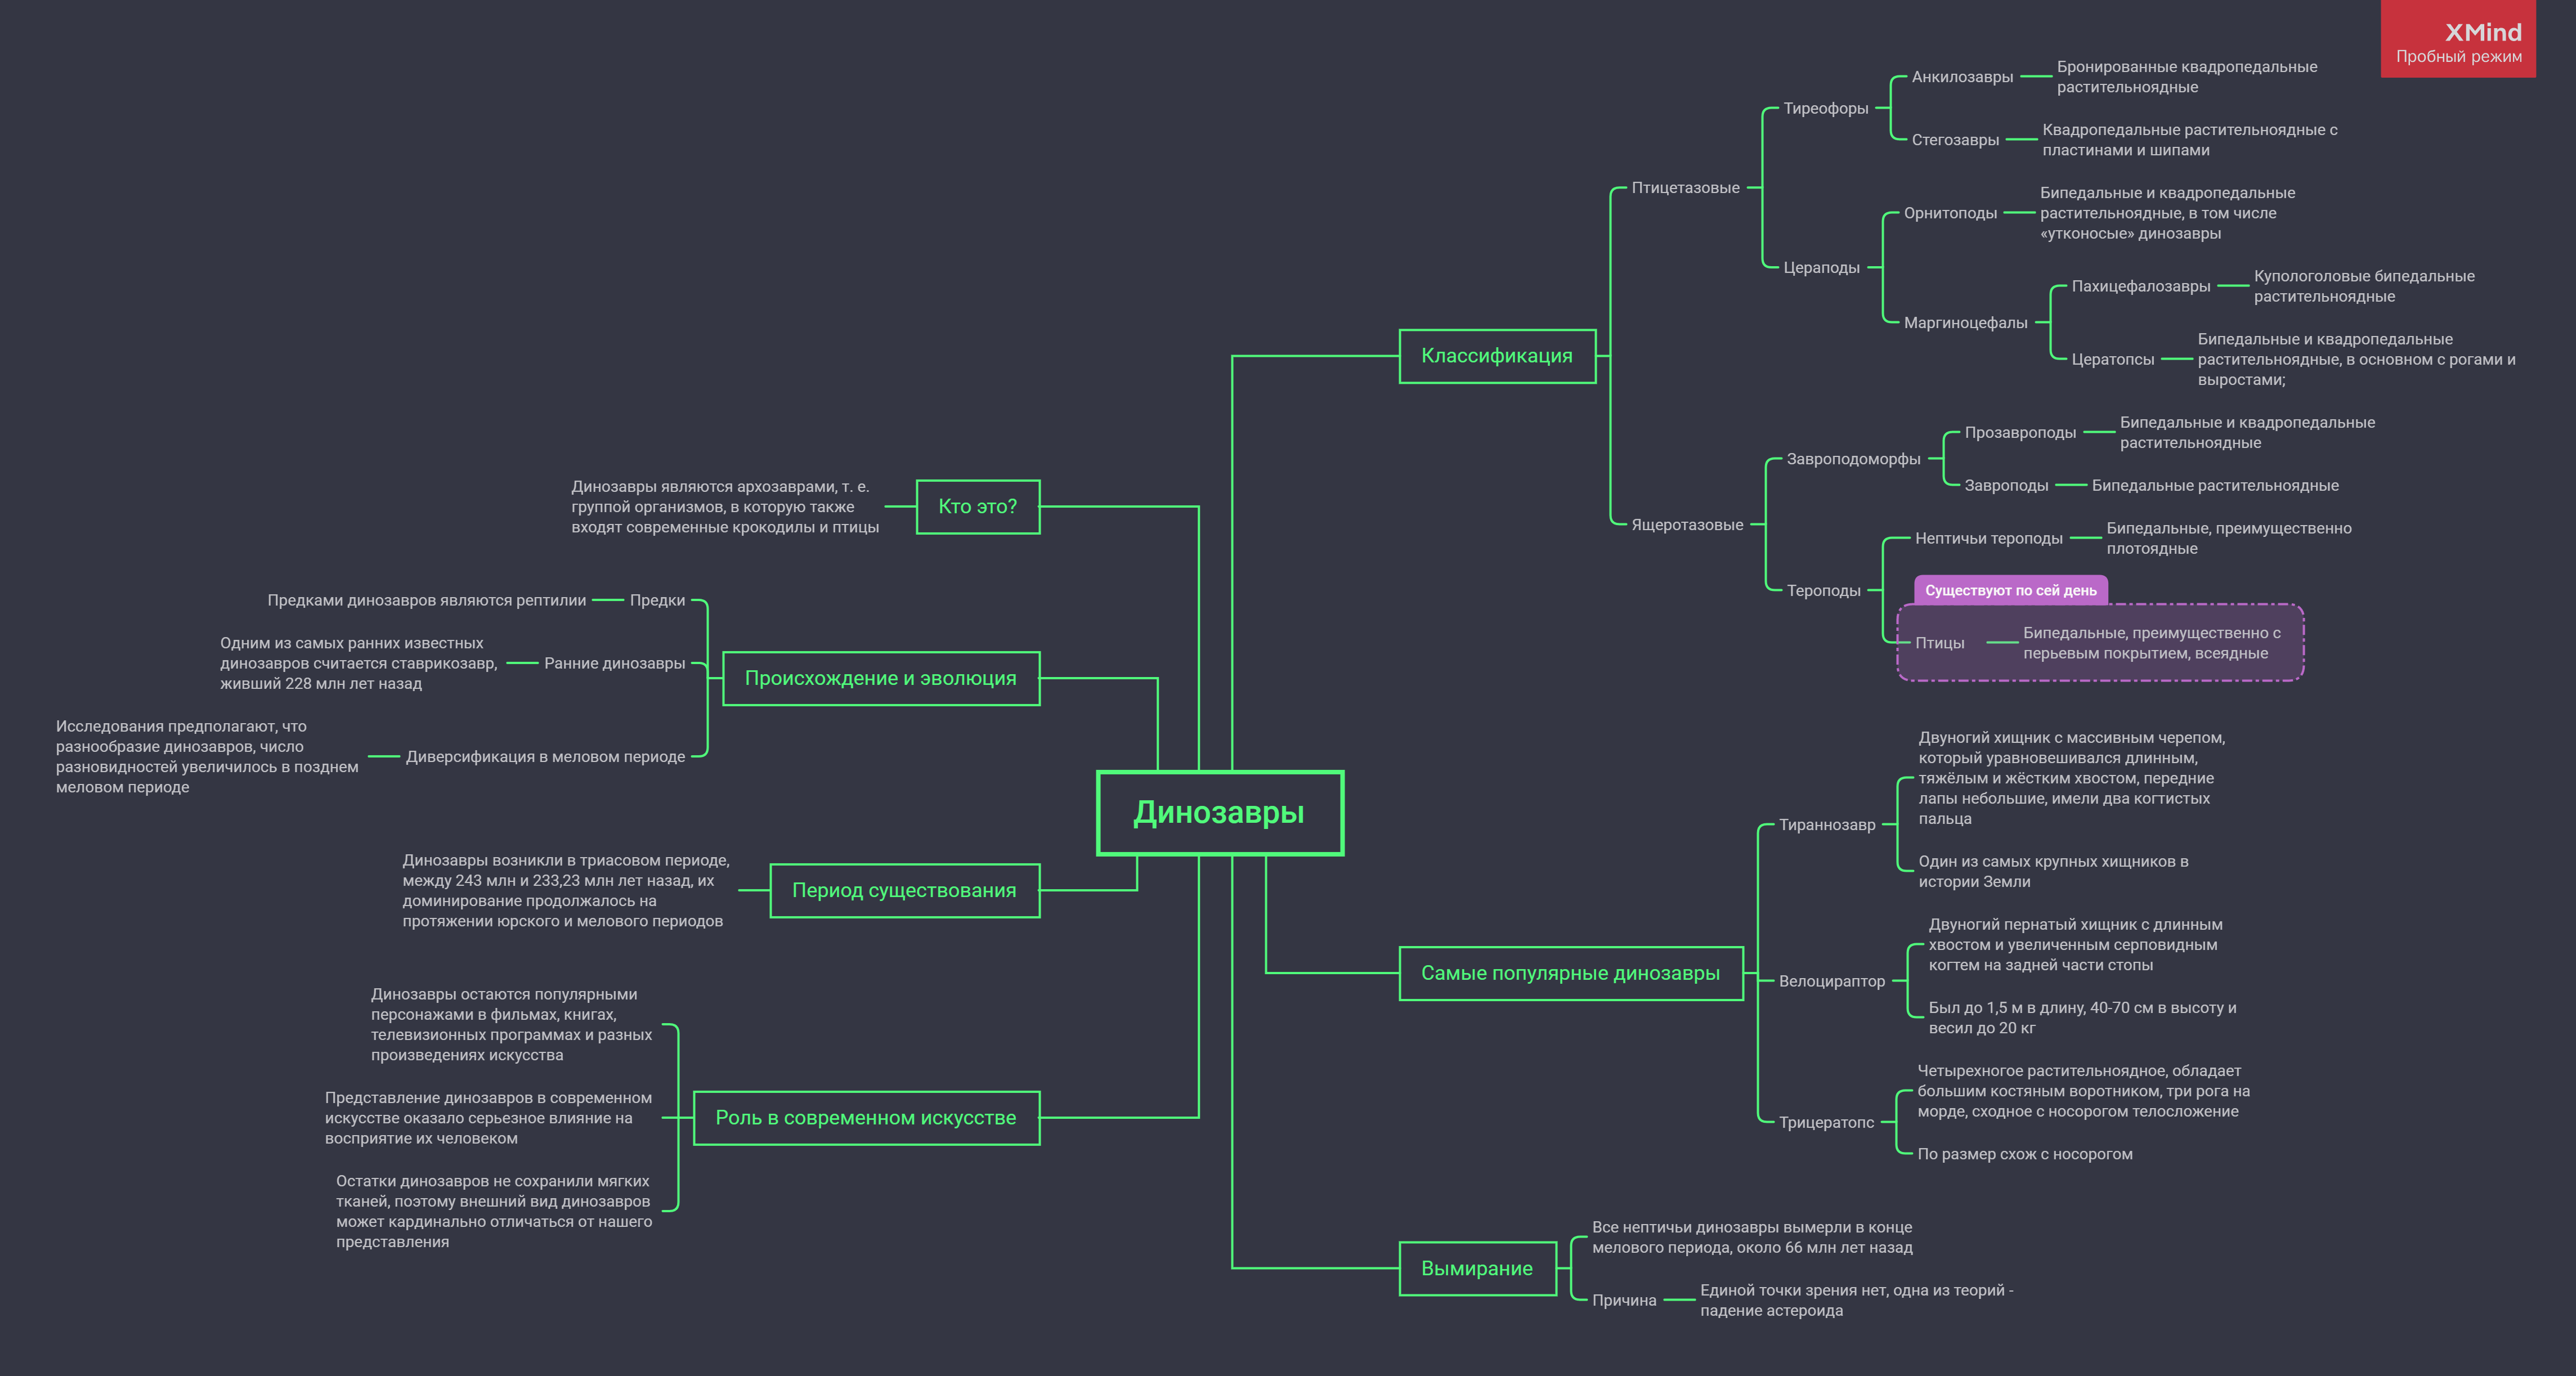 XMind
Пробный режим
Динозавры
Классификация
Птицетазовые
Тиреофоры
Анкилозавры
Бронированные квадропедальные
растительноядные
Стегозавры
Квадропедальные растительноядные с
пластинами и шипами
Цераподы
Орнитоподы
Бипедальные и квадропедальные
растительноядные, в том числе
«утконосые» динозавры
Маргиноцефалы
Пахицефалозавры
Купологоловые бипедальные
растительноядные
Цератопсы
Бипедальные и квадропедальные
растительноядные, в основном с рогами и
выростами;
Ящеротазовые
Завроподоморфы
Прозавроподы
Бипедальные и квадропедальные
растительноядные
Завроподы
Бипедальные растительноядные
Тероподы
Нептичьи тероподы
Бипедальные, преимущественно
плотоядные
Существуют по сей день
Птицы
Бипедальные, преимущественно с
перьевым покрытием, всеядные
Самые популярные динозавры
Тираннозавр
Двуногий хищник с массивным черепом,
который уравновешивался длинным,
тяжёлым и жёстким хвостом, передние
лапы небольшие, имели два когтистых
пальца
Один из самых крупных хищников в
истории Земли
Велоцираптор
Двуногий пернатый хищник с длинным
хвостом и увеличенным серповидным
когтем на задней части стопы
Был до 1,5 м в длину, 40-70 см в высоту и
весил до 20 кг
Трицератопс
Четырехногое растительноядное, обладает
большим костяным воротником, три рога на
морде, сходное с носорогом телосложение
По размер схож с носорогом
Вымирание
Все нептичьи динозавры вымерли в конце
мелового периода, около 66 млн лет назад
Причина
Единой точки зрения нет, одна из теорий -
падение астероида
Кто это?
Динозавры являются архозаврами, т. е.
группой организмов, в которую также
входят современные крокодилы и птицы
Происхождение и эволюция
Предки
Предками динозавров являются рептилии
Ранние динозавры
Одним из самых ранних известных
динозавров считается ставрикозавр,
живший 228 млн лет назад
Диверсификация в меловом периоде
Исследования предполагают, что
разнообразие динозавров, число
разновидностей увеличилось в позднем
меловом периоде
Период существования
Динозавры возникли в триасовом периоде,
между 243 млн и 233,23 млн лет назад, их
доминирование продолжалось на
протяжении юрского и мелового периодов
Роль в современном искусстве
Динозавры остаются популярными
персонажами в фильмах, книгах,
телевизионных программах и разных
произведениях искусства
Представление динозавров в современном
искусстве оказало серьезное влияние на
восприятие их человеком
Остатки динозавров не сохранили мягких
тканей, поэтому внешний вид динозавров
может кардинально отличаться от нашего
представления